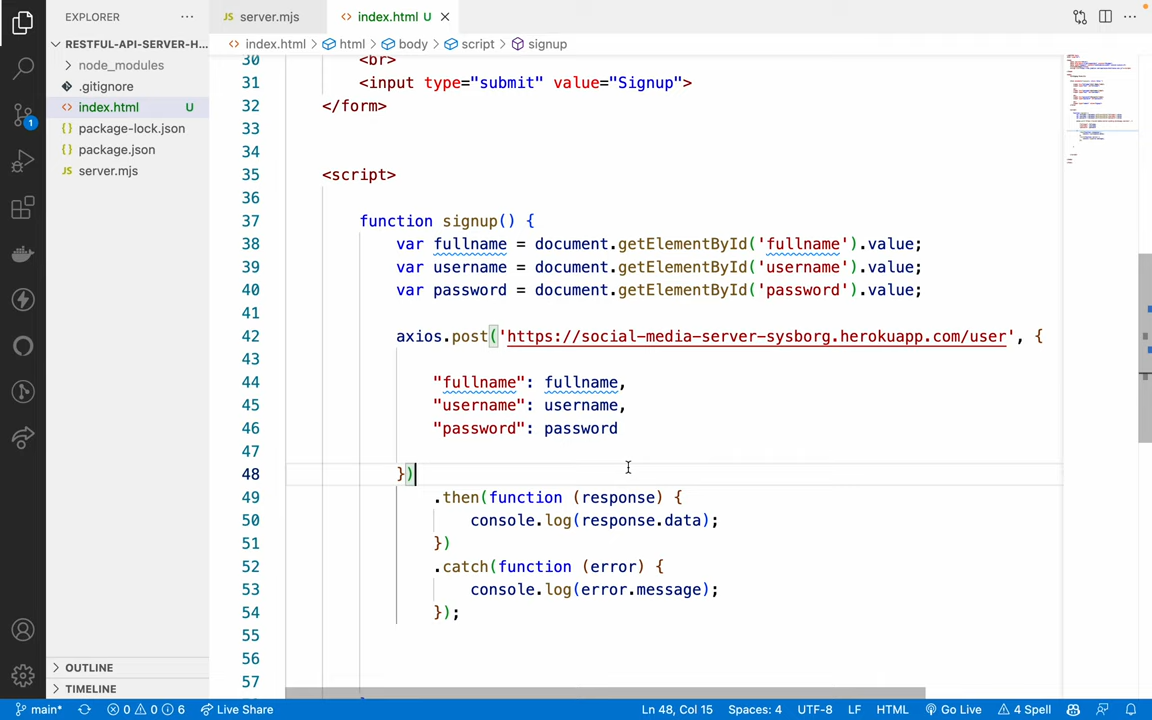 EXPLORER
RESTFUL-API-SERVER-H...
node_modules
.gitignore
index.html U
package-lock.json
package.json
server.mjs
OUTLINE
TIMELINE
1
server.mjs
index.html U
index.html > html > body > script > signup
30 <br>
31 <input type="submit" value="Signup">
32 </form>
33
34
35 <script>
36
37 function signup() {
38 var fullname = document.getElementById('fullname').value;
39 var username = document.getElementById('username').value;
40 var password = document.getElementById('password').value;
41
42 axios.post('https://social-media-server-sysborg.herokuapp.com/user', {
43
44 "fullname": fullname,
45 "username": username,
46 "password": password
47
48 })
49 .then(function (response) {
50 console.log(response.data);
51 })
52 .catch(function (error) {
53 console.log(error.message);
54 });
55
56
57
main* 0 0 6 Live Share Ln 48, Col 15 Spaces: 4 UTF-8 LF HTML Go Live 4 Spell